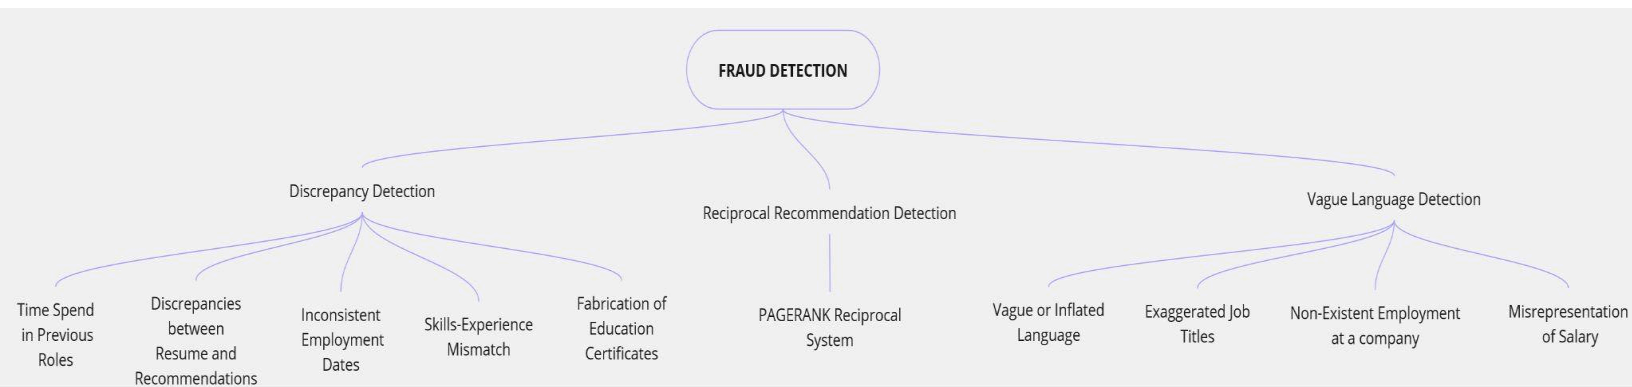 FRAUD DETECTION
Discrepancy Detection
Reciprocal Recommendation Detection
Vague Language Detection
Time Spend
in Previous
Roles
Discrepancies
between
Resume and
Recommendations
Inconsistent
Employment
Dates
Skills-Experience
Mismatch
Fabrication of
Education
Certificates
PAGERANK Reciprocal
System
Vague or Inflated
Language
Exaggerated Job
Titles
Non-Existent Employment
at a company
Misrepresentation
of Salary